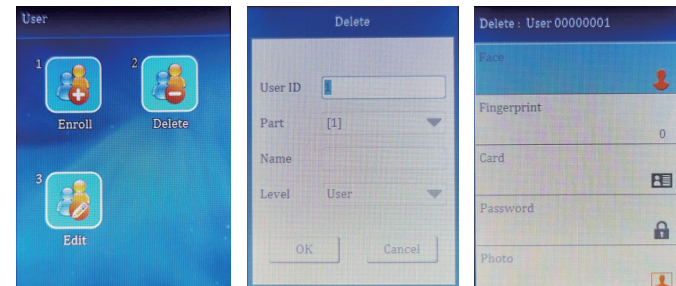 User
1
2
Enroll
Delete
3
Edit
Delete
User ID 1
Part [1]
Name
Level User
OK Cancel
Delete : User 00000001
Face
Fingerprint
0
Card
Password
Photo